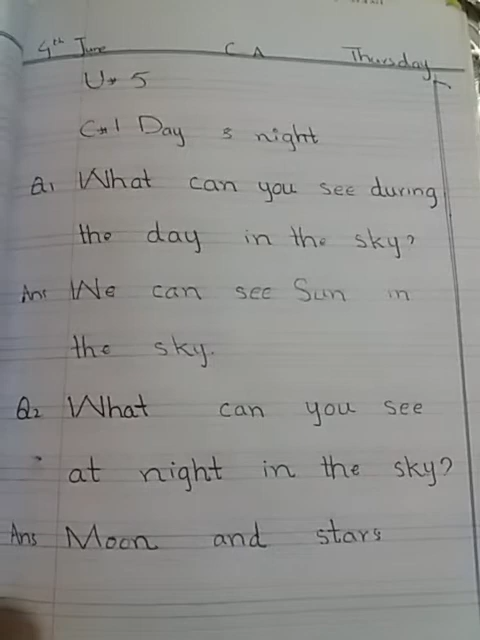 4th June C A Thursday
U# 5
C#1 Day & night
Q1 What can you see during
the day in the sky?
Ans We can see Sun in
the sky.
Q2 What can you see
at night in the sky?
Ans Moon and stars